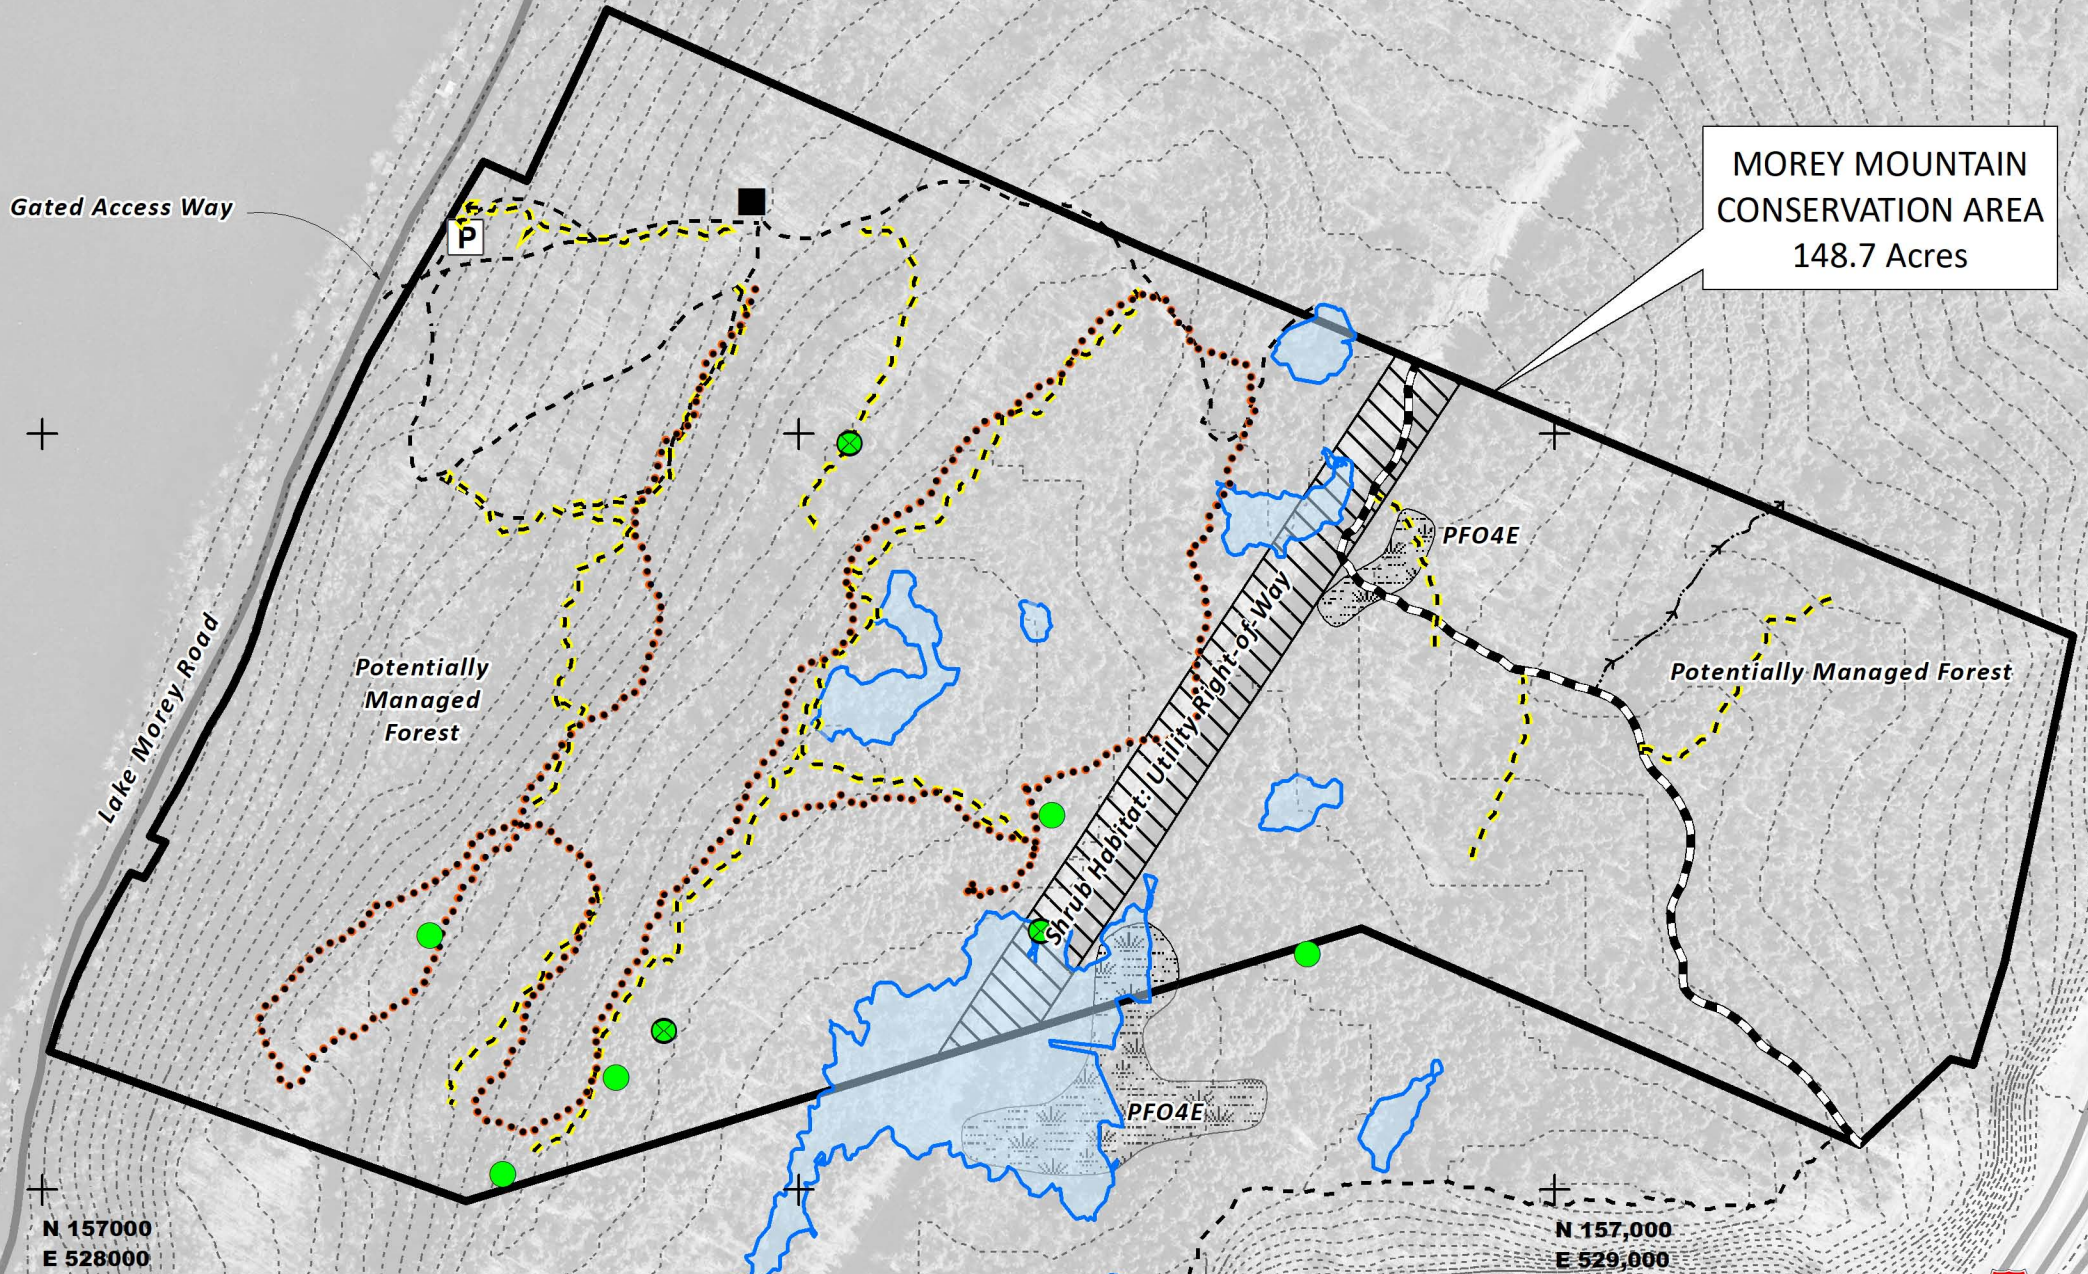 MOREY MOUNTAIN
CONSERVATION AREA
148.7 Acres
Gated Access Way
P
PFO4E
Potentially
Managed
Forest
Potentially Managed Forest
Lake Morey Road
Shrub Habitat: Utility Right-of-Way
PFO4E
N 157000
E 528000
N 157,000
E 529,000